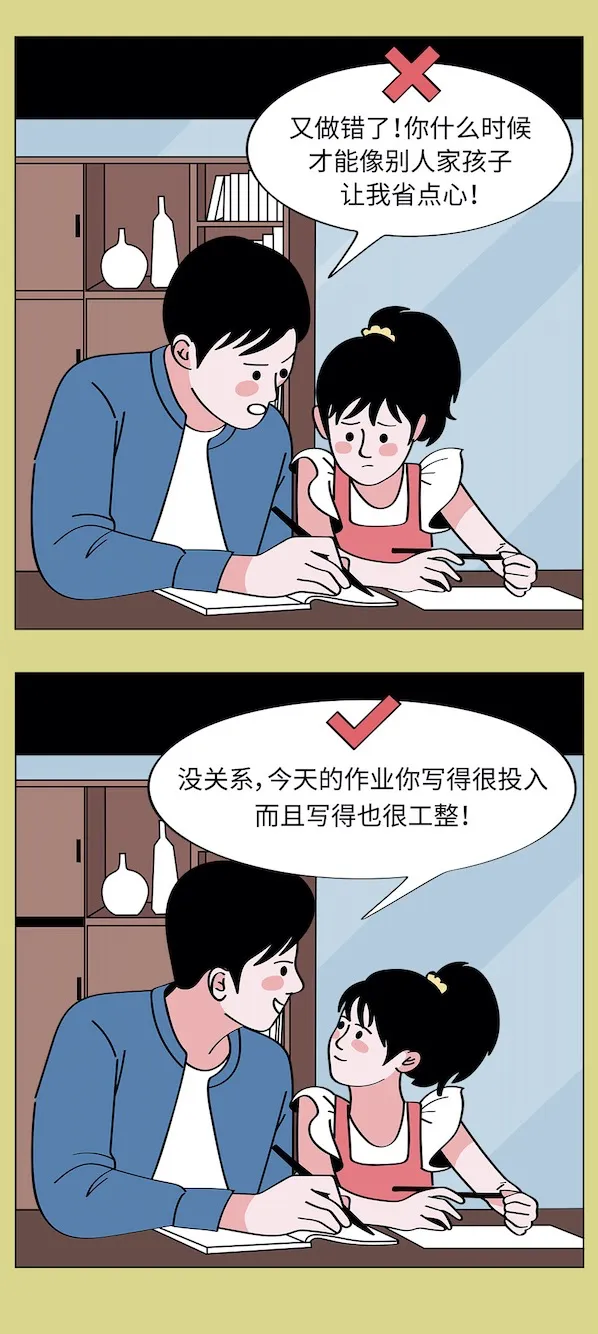 又做错了！你什么时候
才能像别人家孩子
让我省点心！
没关系，今天的作业你写得很投入
而且写得也很工整！